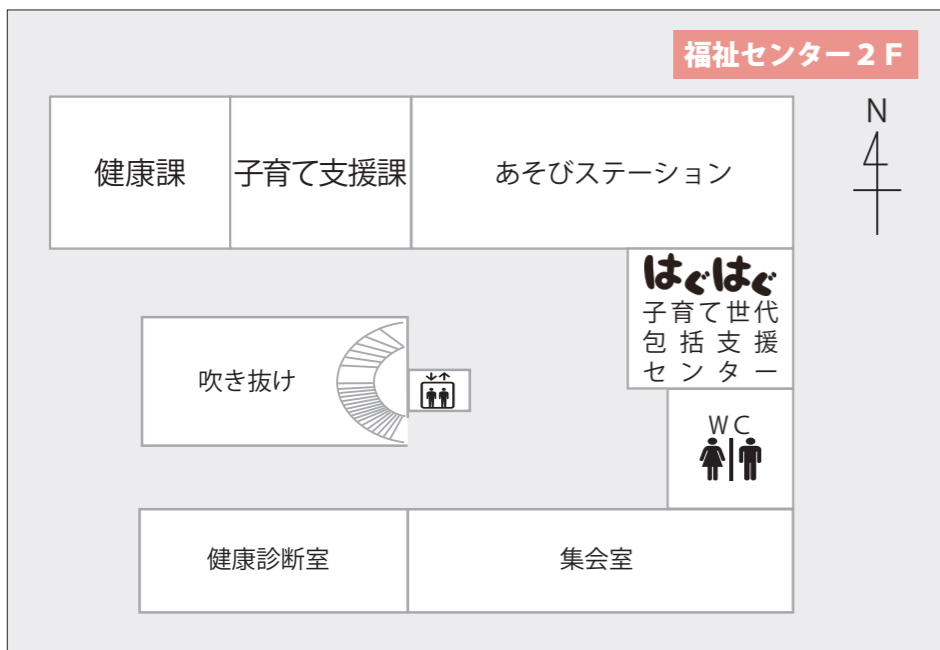 福祉センター２Ｆ
N
健康課
子育て支援課
あそびステーション
はぐはぐ
子育て世代
包括支援
センター
吹き抜け
WC
健康診断室
集会室